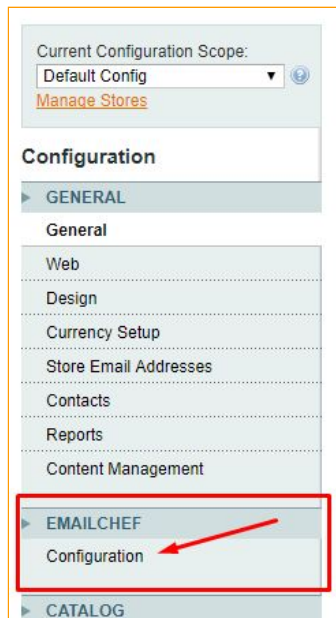 Current Configuration Scope:
Default Config
Manage Stores
Configuration
GENERAL
General
Web
Design
Currency Setup
Store Email Addresses
Contacts
Reports
Content Management
EMAILCHEF
Configuration
CATALOG